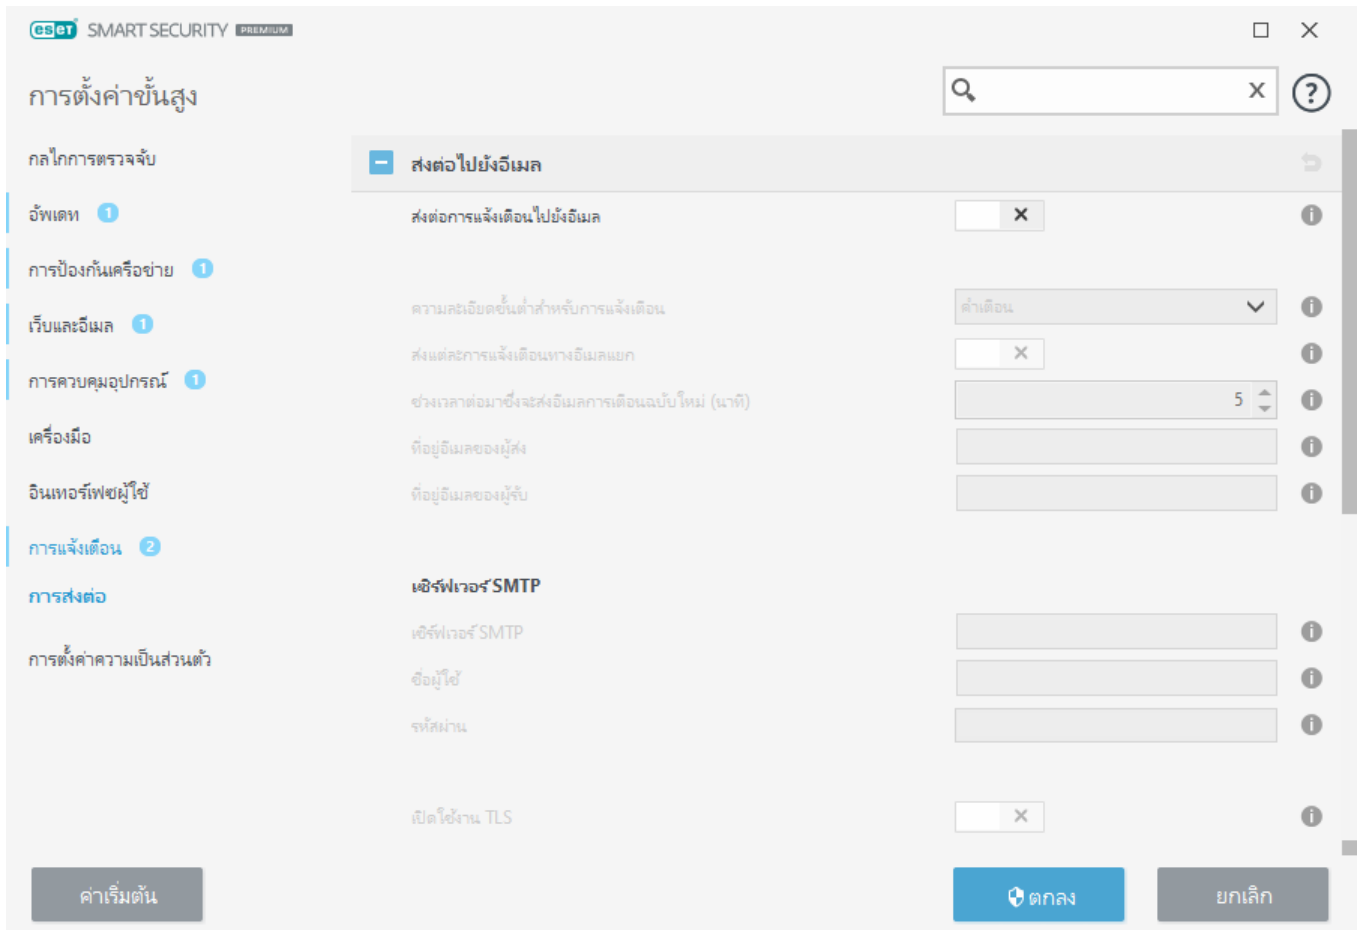 eset SMART SECURITY PREMIUM
การตั้งค่าขั้นสูง
x
?
กลไกการตรวจจับ
อัพเดท 1
การป้องกันเครือข่าย 1
เว็บและอีเมล 1
การควบคุมอุปกรณ์ 1
เครื่องมือ
อินเทอร์เฟซผู้ใช้
การแจ้งเตือน 2
การส่งต่อ
การตั้งค่าความเป็นส่วนตัว
ส่งต่อไปยังอีเมล
ส่งต่อการแจ้งเตือนไปยังอีเมล
ความละเอียดขั้นต่ำสำหรับการแจ้งเตือน คำเตือน
ส่งแต่ละการแจ้งเตือนทางอีเมลแยก
ช่วงเวลาต่อมาซึ่งจะส่งอีเมลการเตือนฉบับใหม่ (นาที) 5
ที่อยู่อีเมลของผู้ส่ง
ที่อยู่อีเมลของผู้รับ
เซิร์ฟเวอร์ SMTP
เซิร์ฟเวอร์ SMTP
ชื่อผู้ใช้
รหัสผ่าน
เปิดใช้งาน TLS
ค่าเริ่มต้น
ตกลง
ยกเลิก